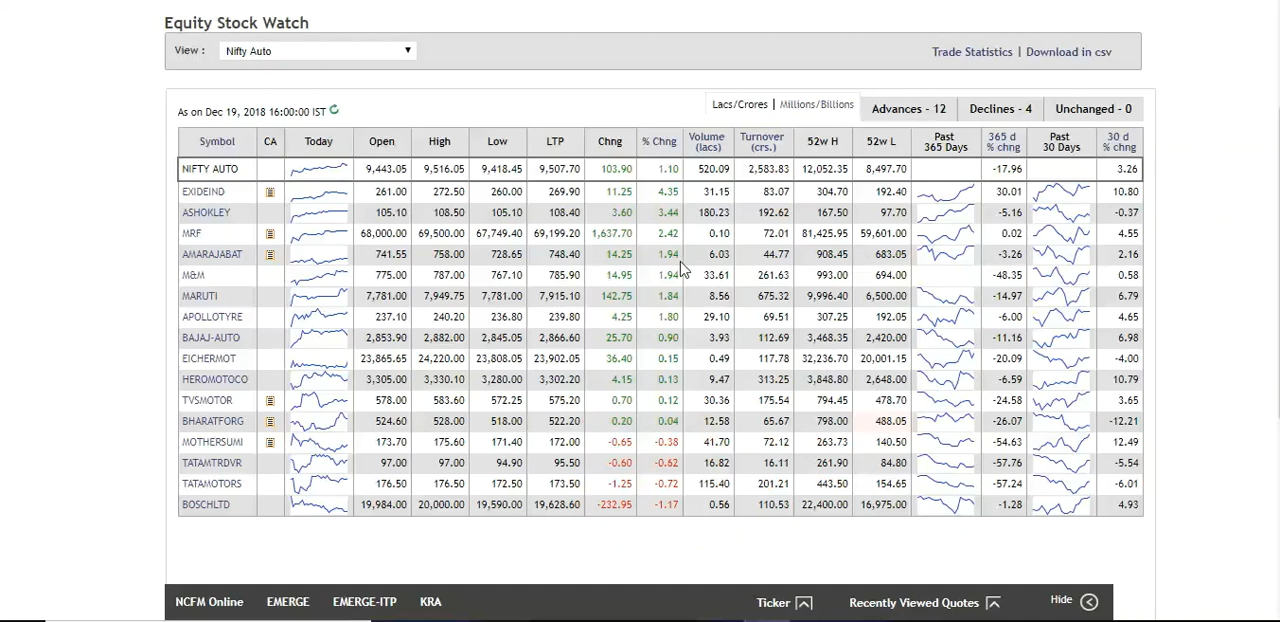 Equity Stock Watch
View : Nifty Auto Trade Statistics | Download in csv
As on Dec 19, 2018 16:00:00 IST Lacs/Crores | Millions/Billions Advances - 12 Declines - 4 Unchanged - 0
Symbol CA Today Open High Low LTP Chng % Chng Volume (lacs) Turnover (crs.) 52w H 52w L Past 365 Days 365 d % chng Past 30 Days 30 d % chng
NIFTY AUTO 9,443.05 9,516.05 9,418.45 9,507.70 103.90 1.10 520.09 2,583.83 12,052.35 8,497.70 -17.96 3.26
EXIDEIND 261.00 272.50 260.00 269.90 11.25 4.35 31.15 83.07 304.70 192.40 30.01 10.80
ASHOKLEY 105.10 108.50 105.10 108.40 3.60 3.44 180.23 192.62 167.50 97.70 -5.16 -0.37
MRF 68,000.00 69,500.00 67,749.40 69,199.20 1,637.70 2.42 0.10 72.01 81,425.95 59,601.00 0.02 4.55
AMARAJABAT 741.55 758.00 728.65 748.40 14.25 1.94 6.03 44.77 908.45 683.05 -3.26 2.16
M&M 775.00 787.00 767.10 785.90 14.95 1.94 33.61 261.63 993.00 694.00 -48.35 0.58
MARUTI 7,781.00 7,949.75 7,781.00 7,915.10 142.75 1.84 8.56 675.32 9,996.40 6,500.00 -14.97 6.79
APOLLOTYRE 237.10 240.20 236.80 239.80 4.25 1.80 29.10 69.51 307.25 192.05 -6.00 4.65
BAJAJ-AUTO 2,853.90 2,882.00 2,845.05 2,866.60 25.70 0.90 3.93 112.69 3,468.35 2,420.00 -11.16 6.98
EICHERMOT 23,865.65 24,220.00 23,808.05 23,902.05 36.40 0.15 0.49 117.78 32,236.70 20,001.15 -20.09 -4.00
HEROMOTOCO 3,305.00 3,330.10 3,280.00 3,302.20 4.15 0.13 9.47 313.25 3,848.80 2,648.00 -6.59 10.79
TVSMOTOR 578.00 583.60 572.25 575.20 0.70 0.12 30.36 175.54 794.45 478.70 -24.58 3.65
BHARATFORG 524.60 528.00 518.00 522.20 0.20 0.04 12.58 65.67 798.00 488.05 -26.07 -12.21
MOTHERSUMI 173.70 175.60 171.40 172.00 -0.65 -0.38 41.70 72.12 263.73 140.50 -54.63 12.49
TATAMTRDVR 97.00 97.00 94.90 95.50 -0.60 -0.62 16.82 16.11 261.90 84.80 -57.76 -5.54
TATAMOTORS 176.50 176.50 172.50 173.50 -1.25 -0.72 115.40 201.21 443.50 154.65 -57.24 -6.01
BOSCHLTD 19,984.00 20,000.00 19,590.00 19,628.60 -232.95 -1.17 0.56 110.53 22,400.00 16,975.00 -1.28 4.93
NCFM Online EMERGE EMERGE-ITP KRA Ticker Recently Viewed Quotes Hide